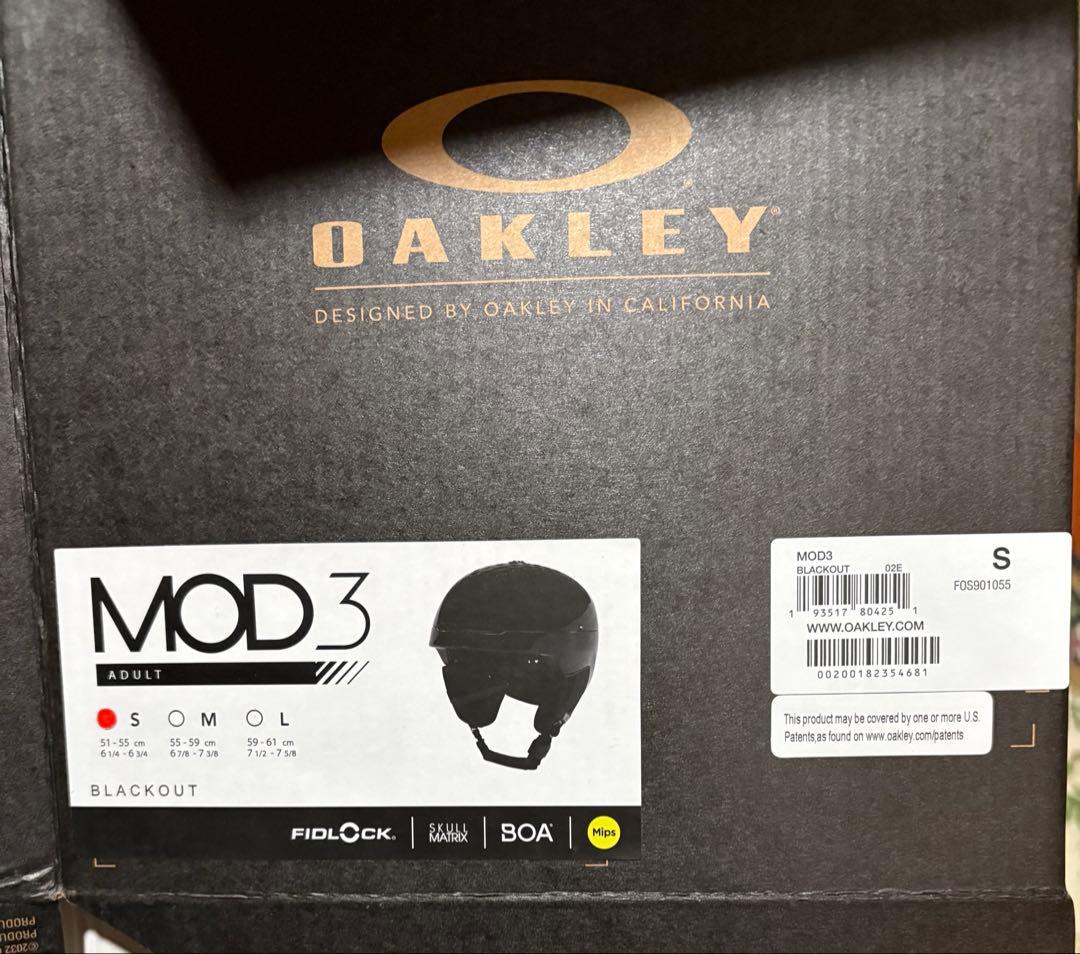 OAKLEY®
DESIGNED BY OAKLEY IN CALIFORNIA
MOD3
ADULT
S M L
51-55 cm 55-59 cm 59-61 cm
6 1/4 - 6 3/4 6 7/8 - 7 3/8 7 1/2 - 7 5/8
BLACKOUT
FIDLOCK® SKULL MATRIX BOA® Mips
MOD3 S
BLACKOUT 02E
F0S901055
1 93517 80425 1
WWW.OAKLEY.COM
00200182354681
This product may be covered by one or more U.S.
Patents,as found on www.oakley.com/patents